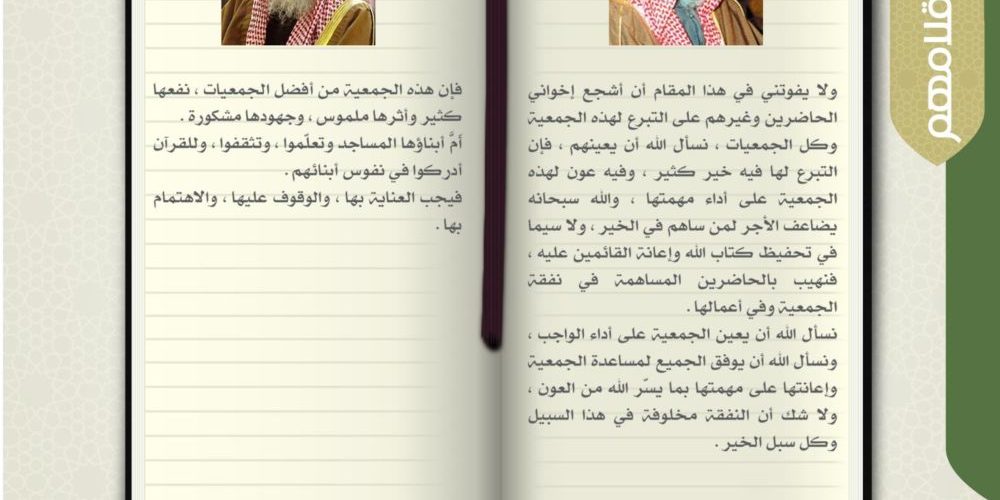 ولا يفوتني في هذا المقام أن أشجع إخواني
الحاضرين وغيرهم على التبرع لهذه الجمعية
وكل الجمعيات ، نسأل الله أن يعينهم ، فإن
التبرع لها فيه خير كثير ، وفيه عون لهذه
الجمعية على أداء مهمتها ، والله سبحانه
يضاعف الأجر لمن ساهم في الخير ، ولا سيما
في تحفيظ كتاب الله وإعانة القائمين عليه ،
فنهيب بالحاضرين المساهمة في نفقة
الجمعية وفي أعمالها .
نسأل الله أن يعين الجمعية على أداء الواجب ،
ونسأل الله أن يوفق الجميع لمساعدة الجمعية
وإعانتها على مهمتها بما يسّر الله من العون ،
ولا شك أن النفقة مخلوفة في هذا السبيل
وكل سبل الخير .
فإن هذه الجمعية من أفضل الجمعيات ، نفعها
كثير وأثرها ملموس ، وجهودها مشكورة .
أمَّ أبناؤها المساجد وتعلّموا ، وتثقفوا ، وللقرآن
أدركوا في نفوس أبنائهم .
فيجب العناية بها ، والوقوف عليها ، والاهتمام
بها .